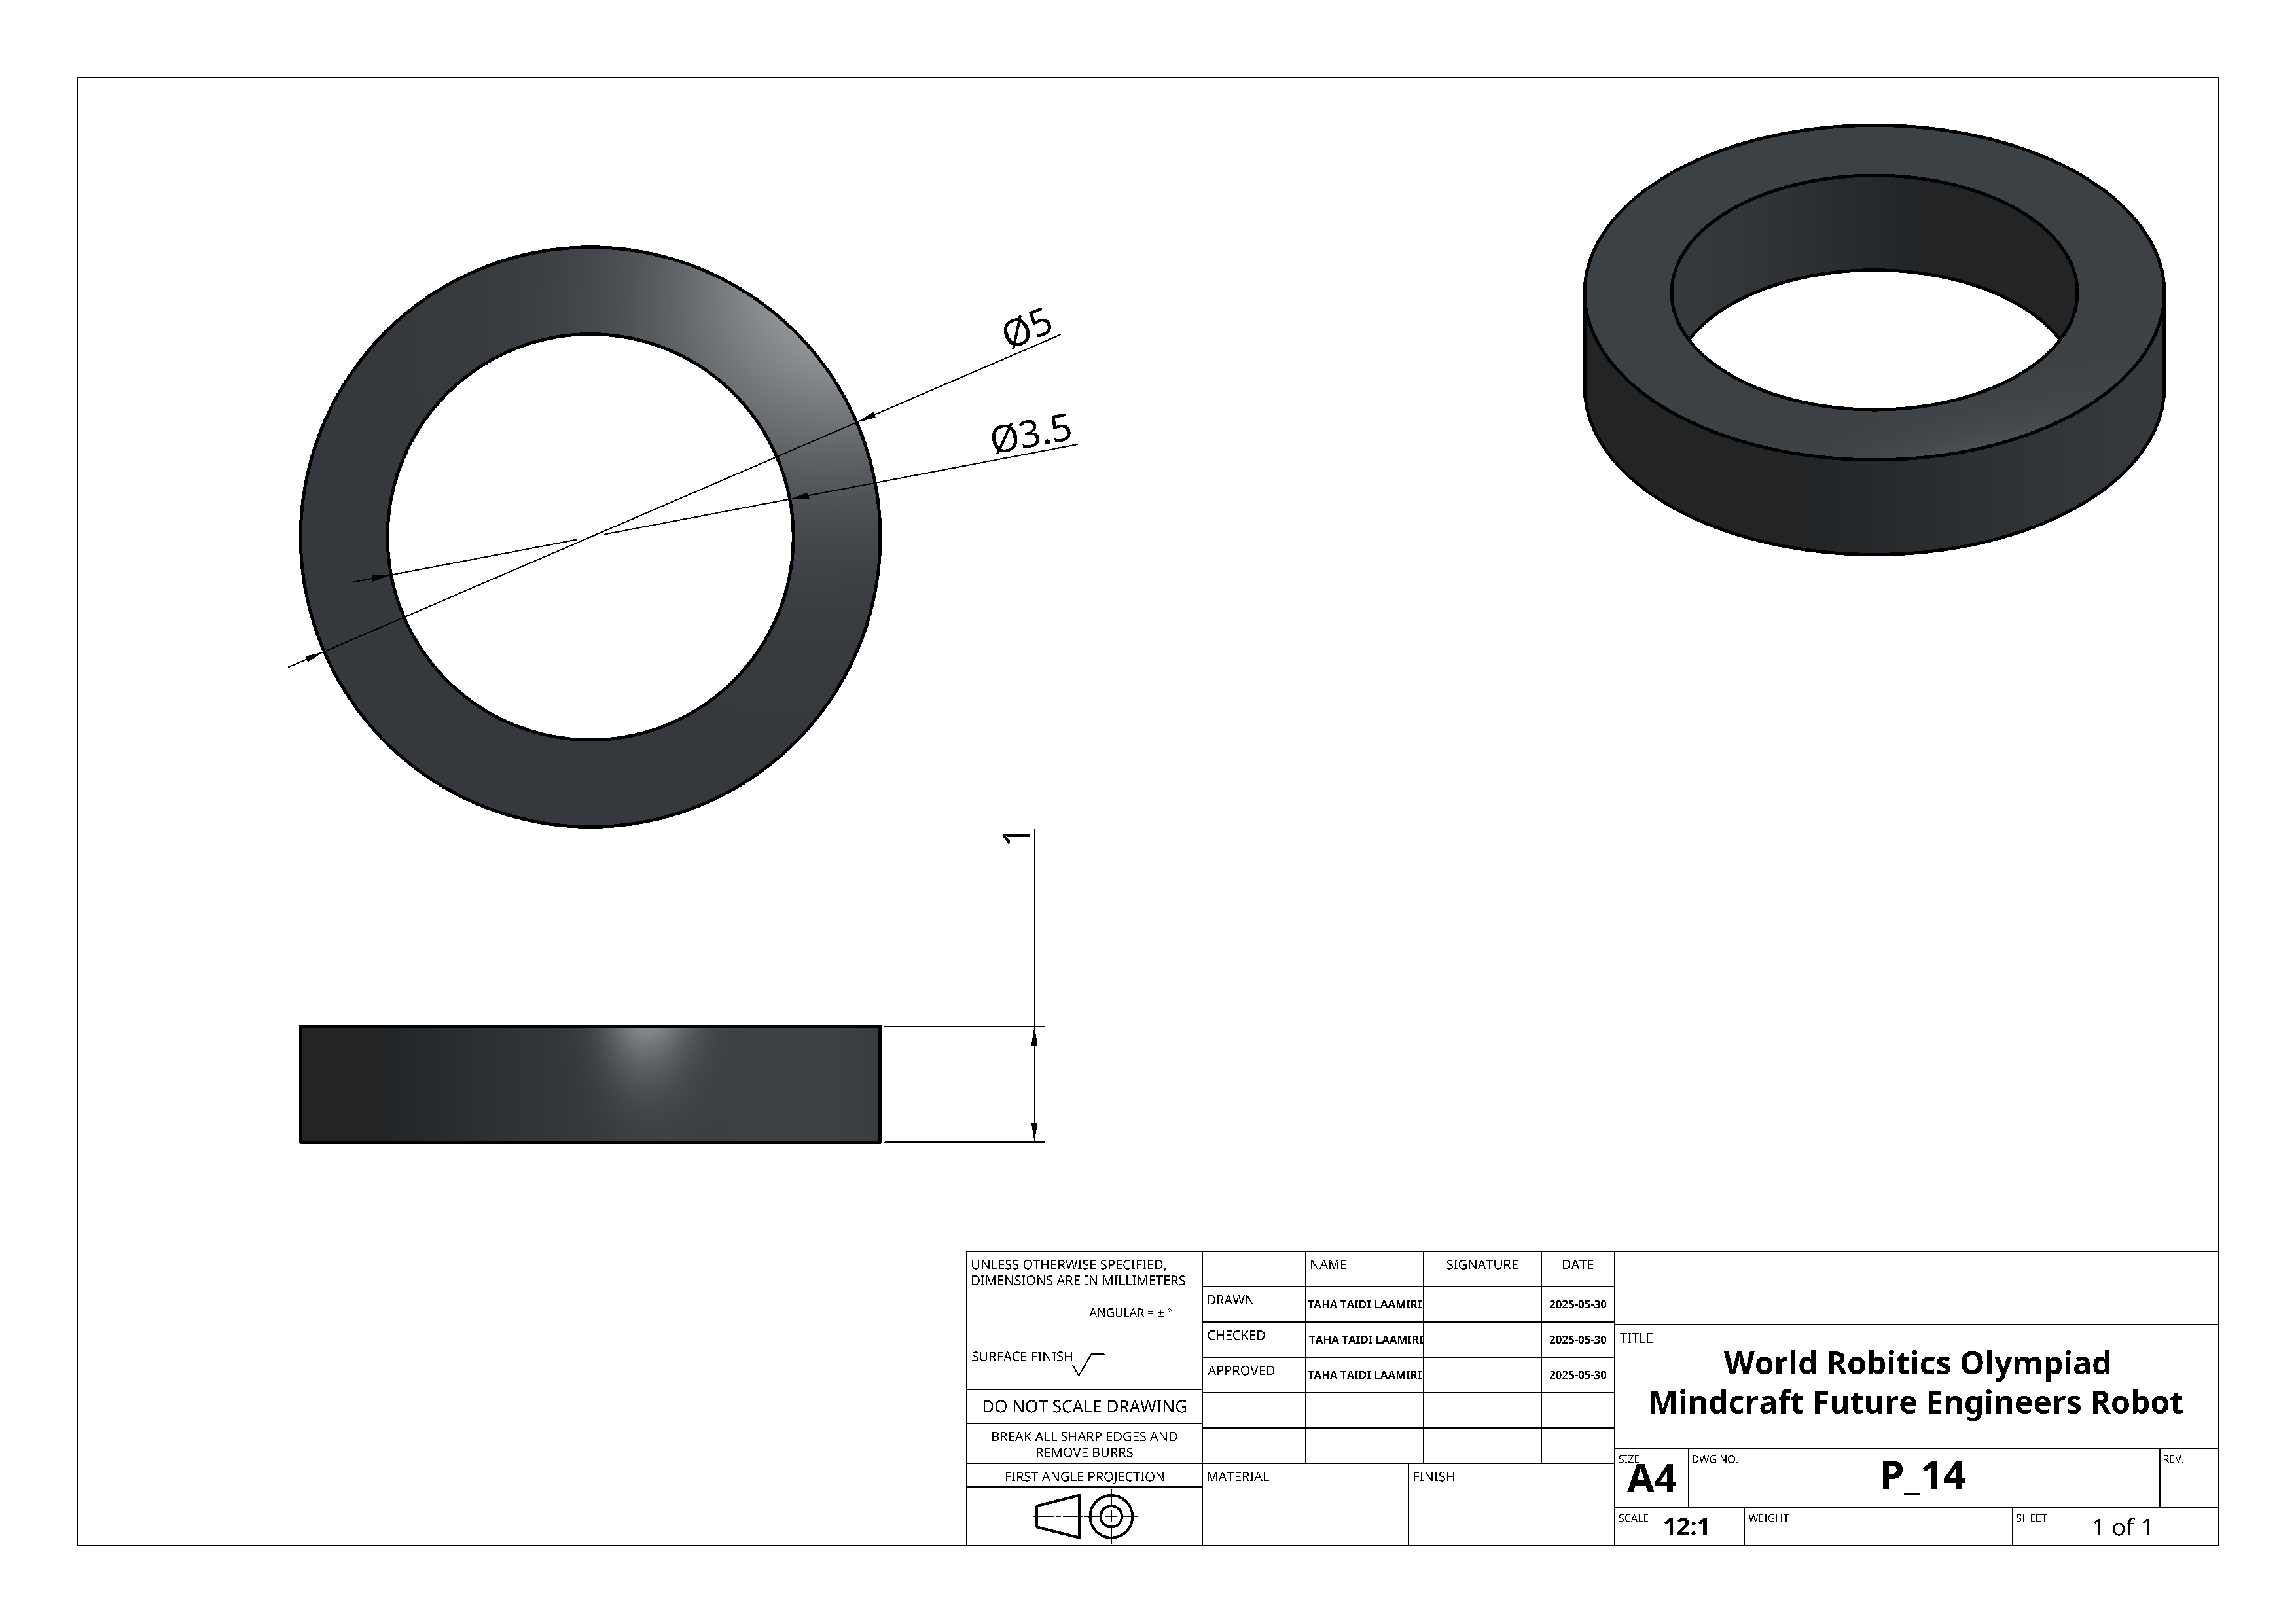 Ø5
Ø3.5
1
UNLESS OTHERWISE SPECIFIED,
DIMENSIONS ARE IN MILLIMETERS
ANGULAR = ± °
SURFACE FINISH
DO NOT SCALE DRAWING
BREAK ALL SHARP EDGES AND
REMOVE BURRS
FIRST ANGLE PROJECTION
NAME SIGNATURE DATE
DRAWN TAHA TAIDI LAAMIRI 2025-05-30
CHECKED TAHA TAIDI LAAMIRI 2025-05-30
APPROVED TAHA TAIDI LAAMIRI 2025-05-30
MATERIAL FINISH
TITLE
World Robitics Olympiad
Mindcraft Future Engineers Robot
SIZE A4 DWG NO. P_14 REV.
SCALE 12:1 WEIGHT SHEET 1 of 1